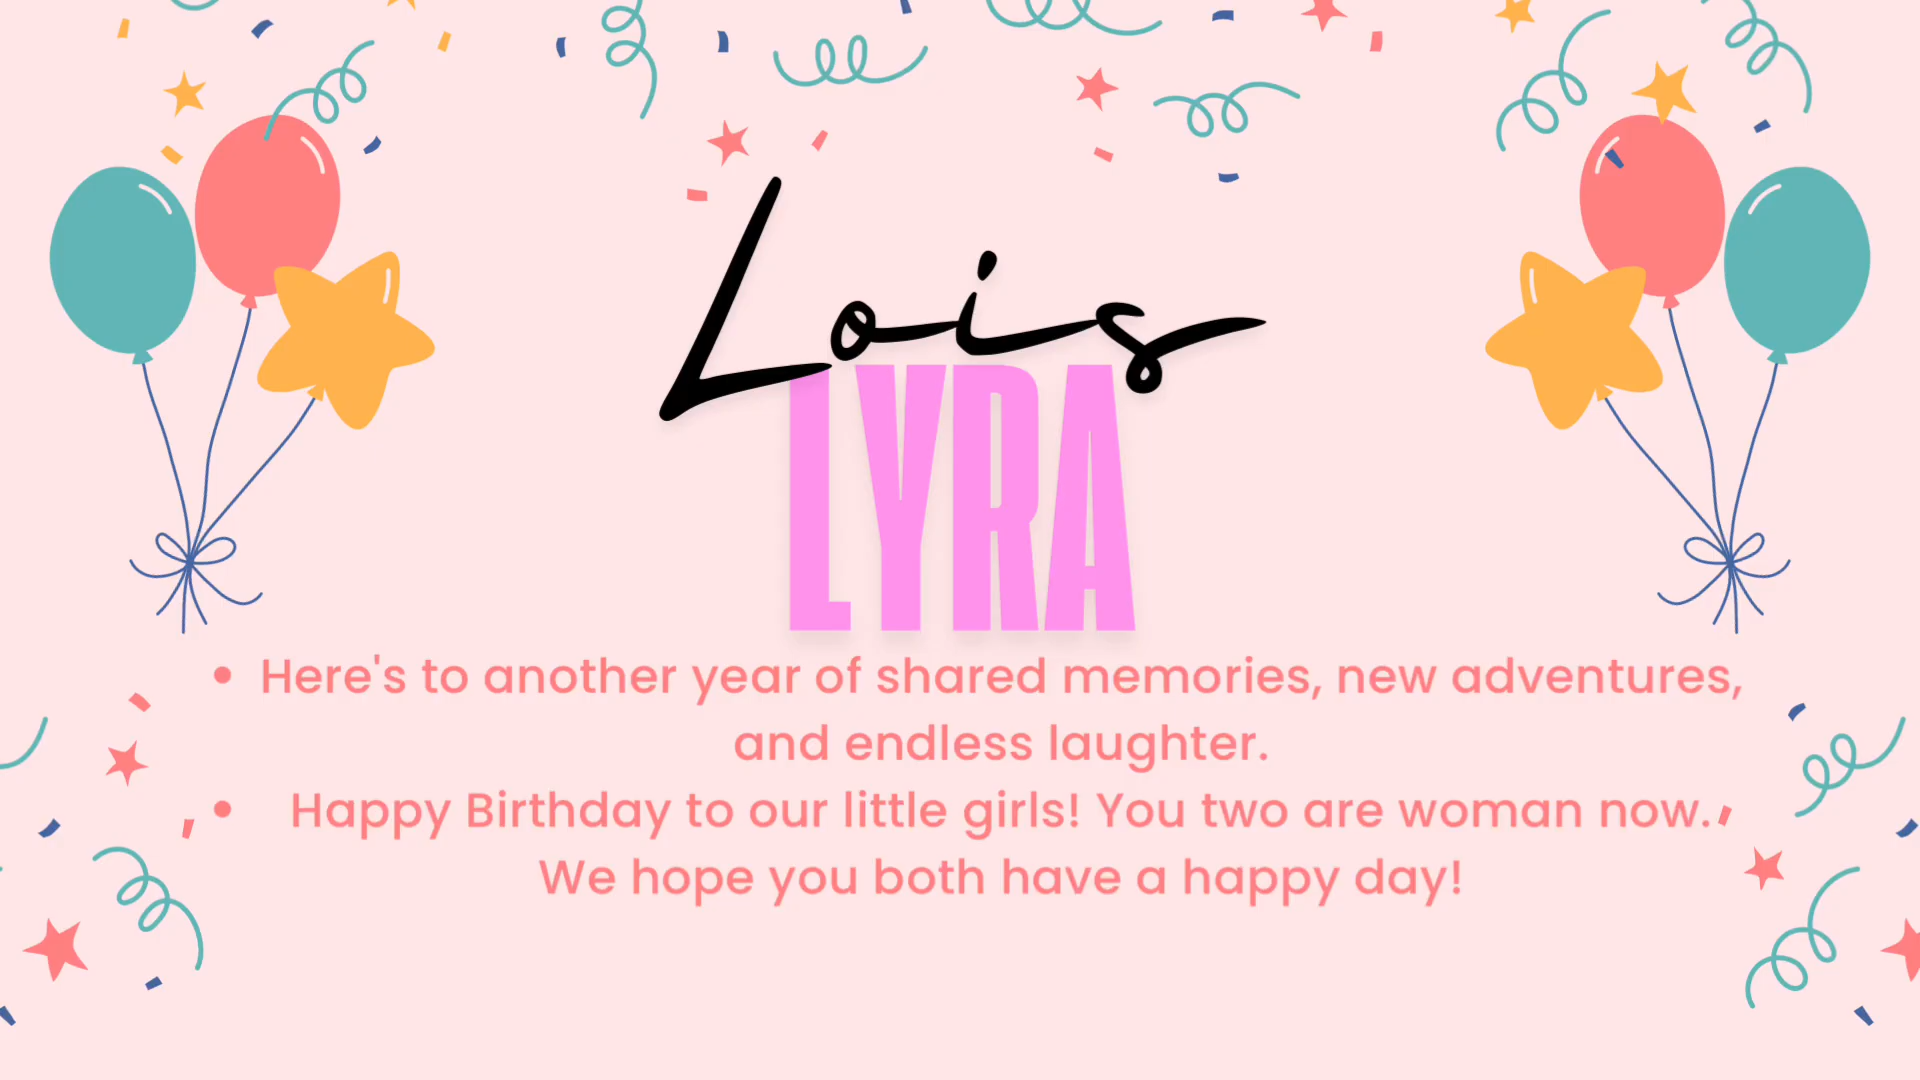 Lois
LYRA
• Here's to another year of shared memories, new adventures,
and endless laughter.
• Happy Birthday to our little girls! You two are woman now.
We hope you both have a happy day!